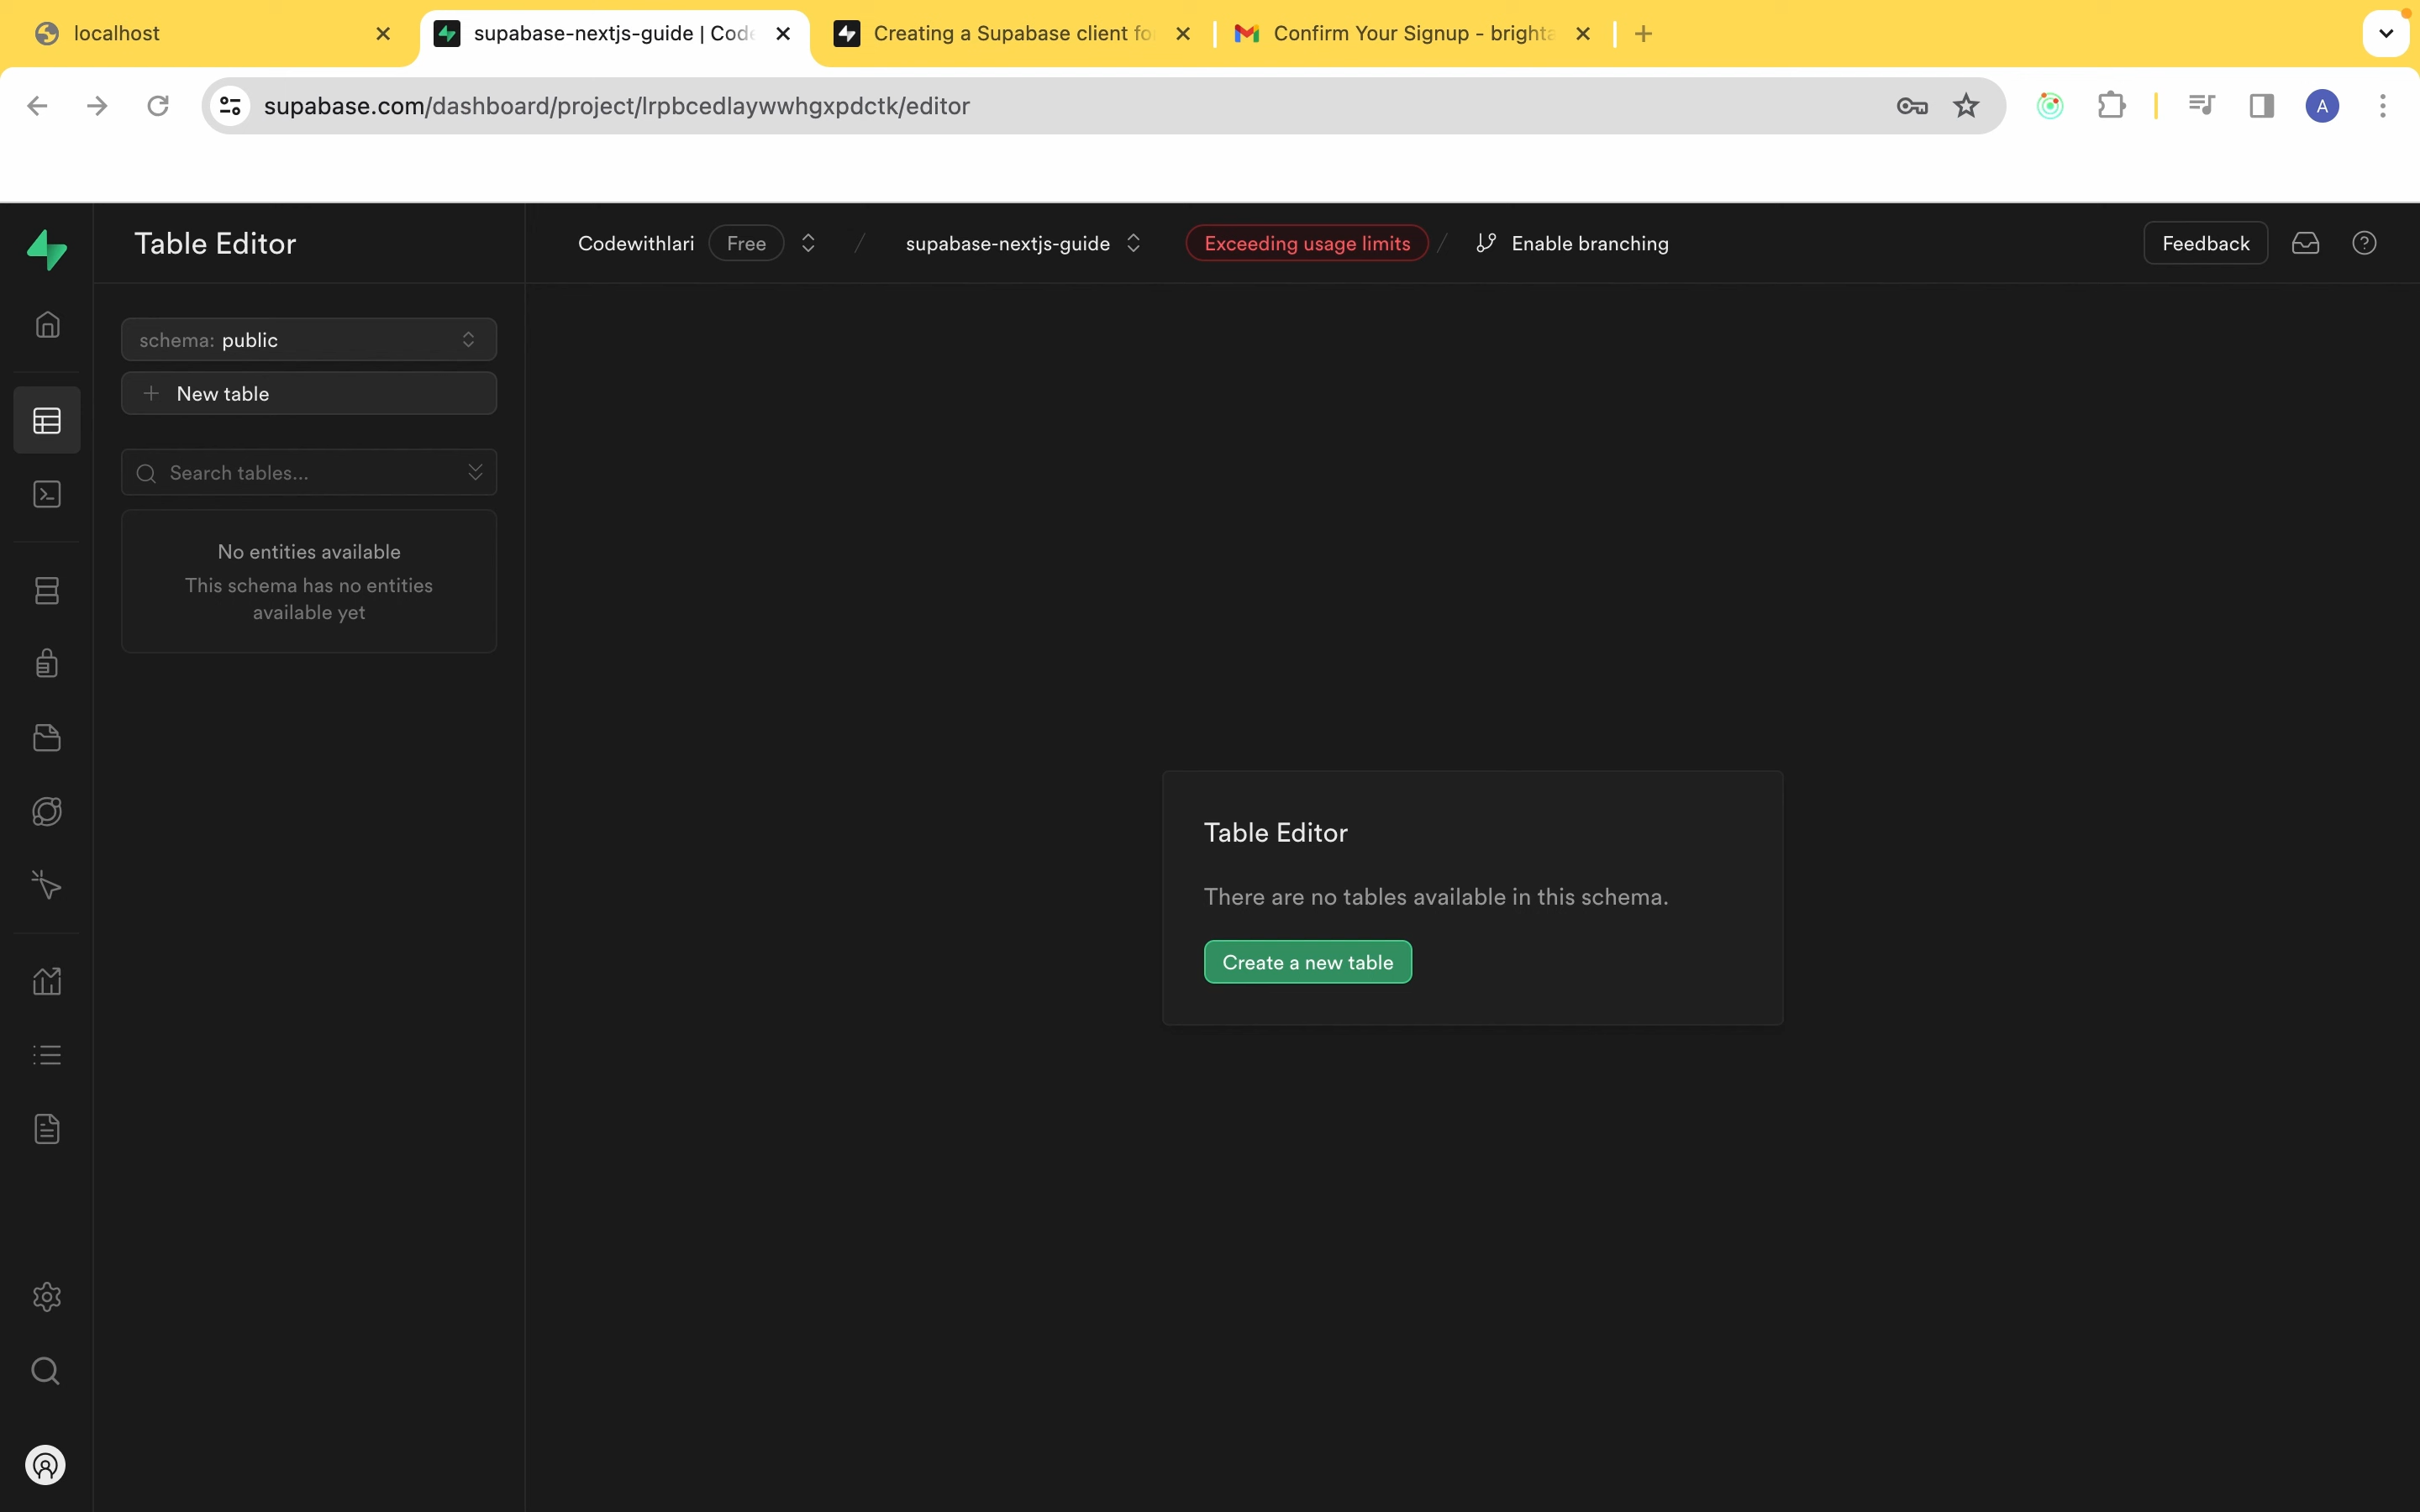 localhost
supabase-nextjs-guide | Code
Creating a Supabase client fo
Confirm Your Signup - brighta
supabase.com/dashboard/project/lrpbcedlaywwhgxpdctk/editor
A
Table Editor
Codewithlari Free / supabase-nextjs-guide Exceeding usage limits / Enable branching
Feedback
schema: public
New table
Search tables...
No entities available
This schema has no entities
available yet
Table Editor
There are no tables available in this schema.
Create a new table